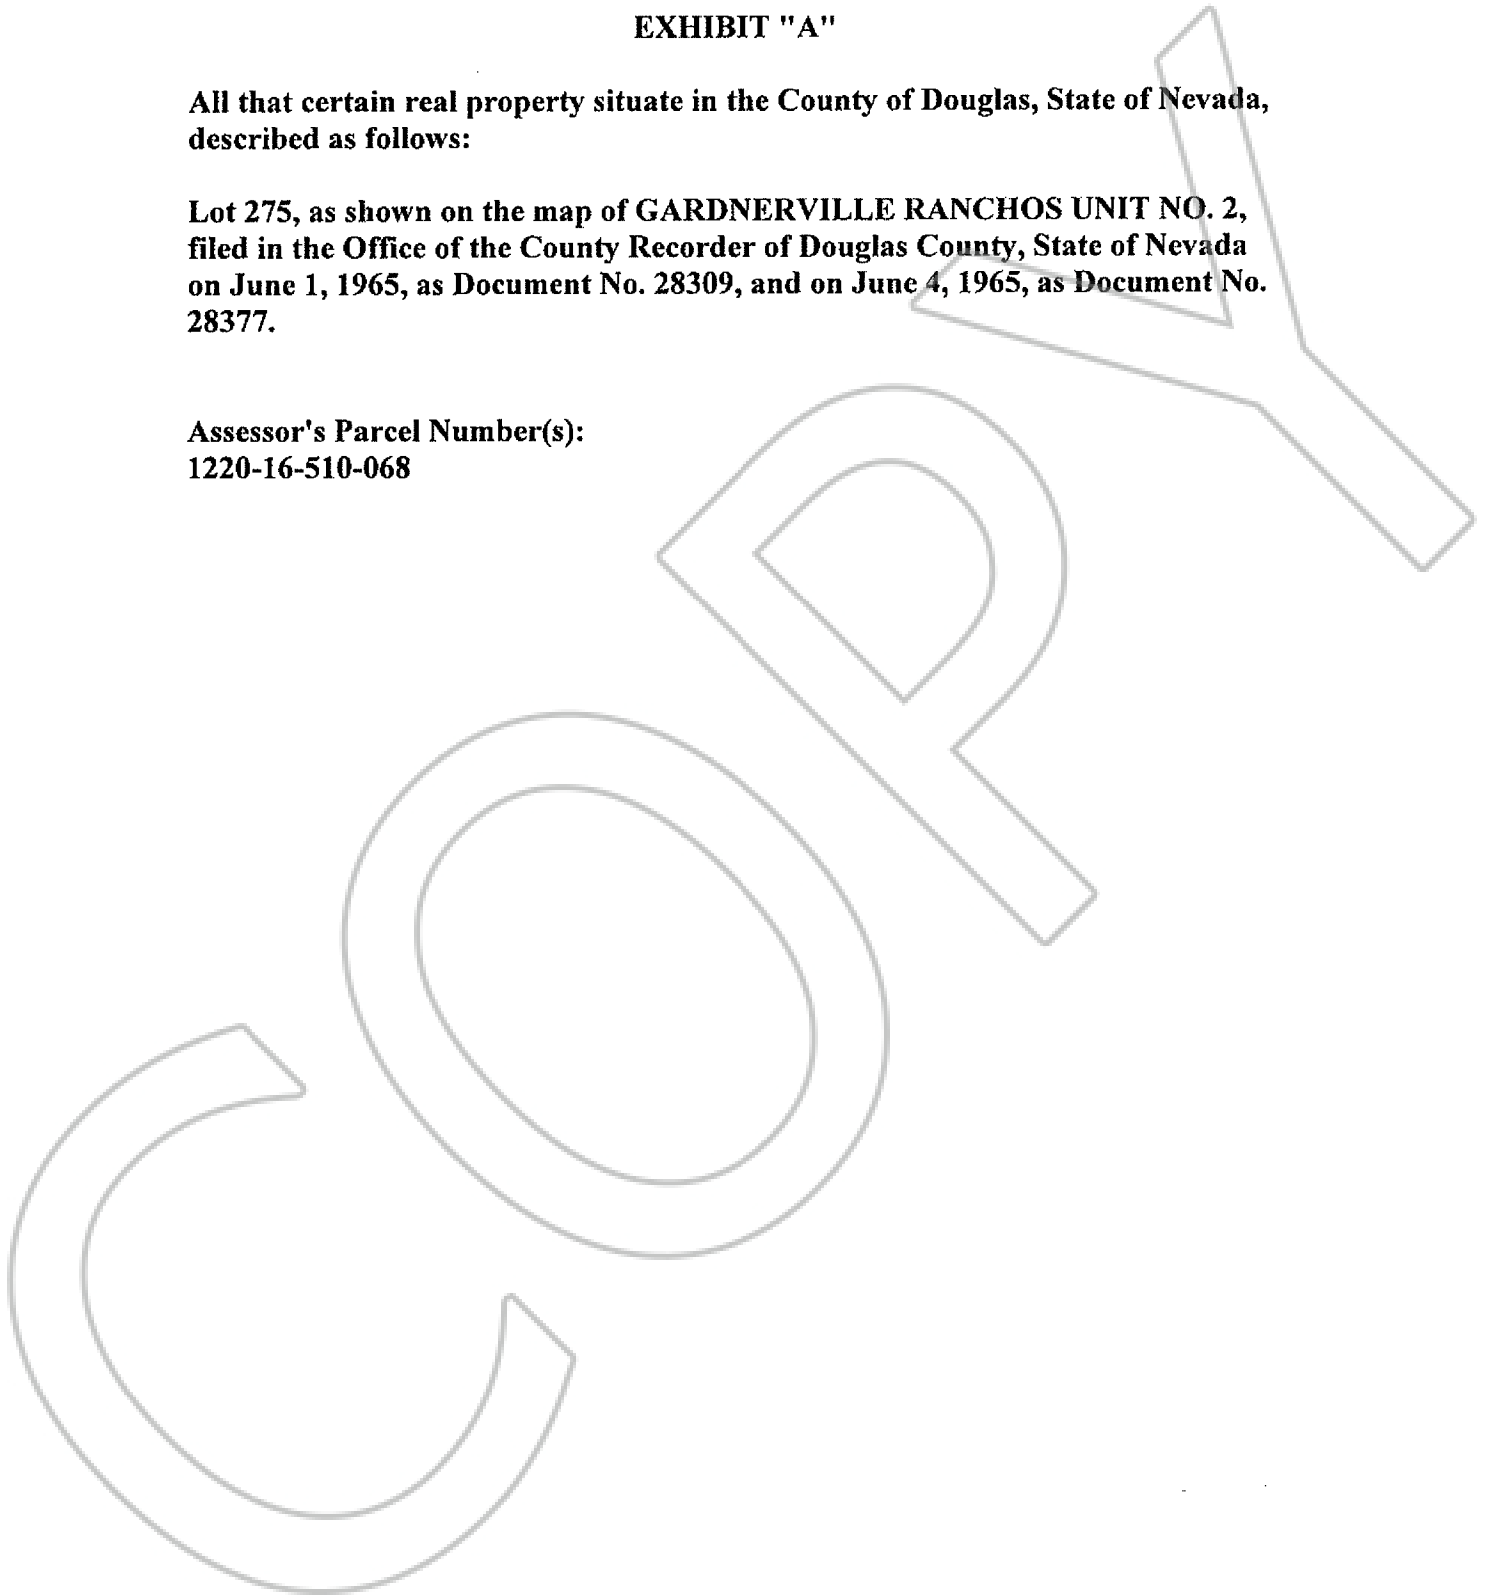 EXHIBIT "A"
All that certain real property situate in the County of Douglas, State of Nevada,
described as follows:
Lot 275, as shown on the map of GARDNERVILLE RANCHOS UNIT NO. 2,
filed in the Office of the County Recorder of Douglas County, State of Nevada
on June 1, 1965, as Document No. 28309, and on June 4, 1965, as Document No.
28377.
Assessor's Parcel Number(s):
1220-16-510-068
COPY